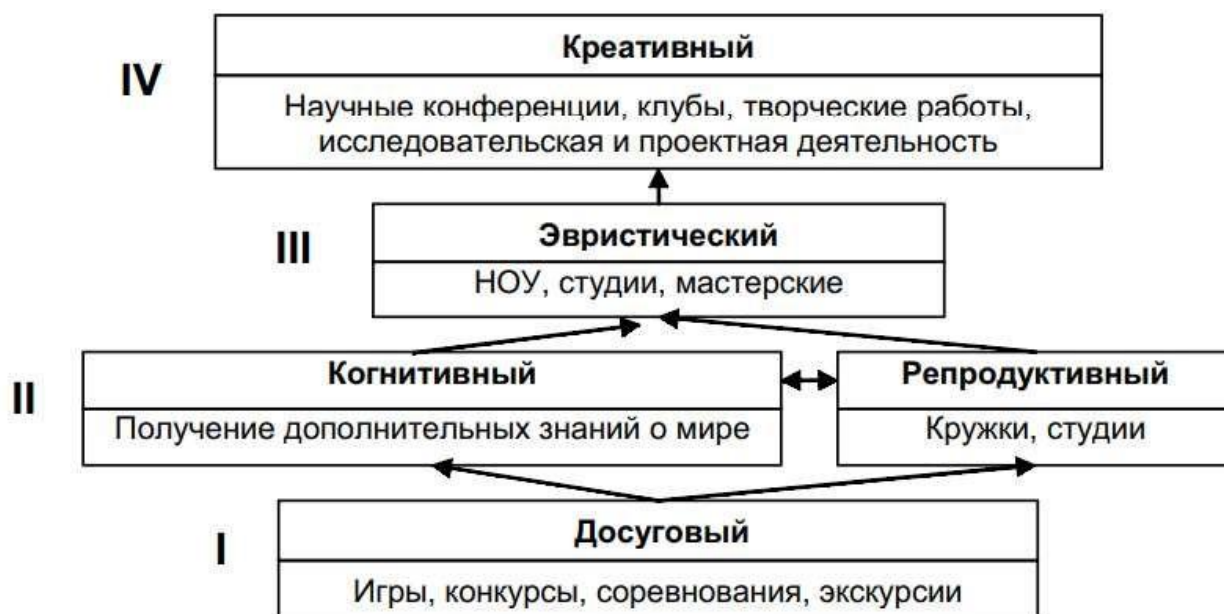 Креативный
IV
Научные конференции, клубы, творческие работы,
исследовательская и проектная деятельность
Эвристический
III
НОУ, студии, мастерские
Когнитивный
Репродуктивный
II
Получение дополнительных знаний о мире
Кружки, студии
Досуговый
I
Игры, конкурсы, соревнования, экскурсии